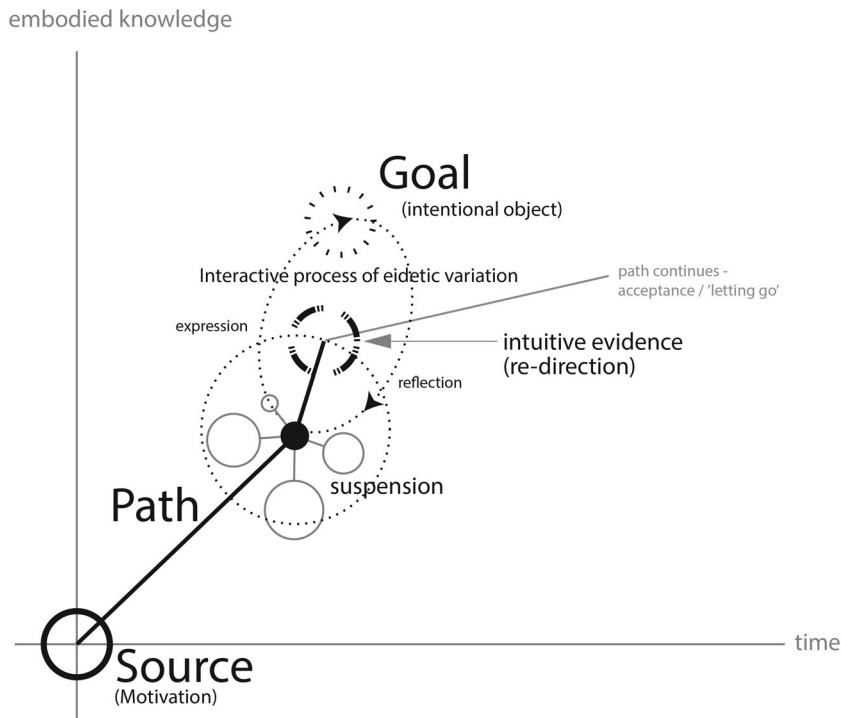 embodied knowledge
Goal
(intentional object)
Interactive process of eidetic variation
path continues -
acceptance / 'letting go'
expression
intuitive evidence
(re-direction)
reflection
suspension
Path
time
Source
(Motivation)